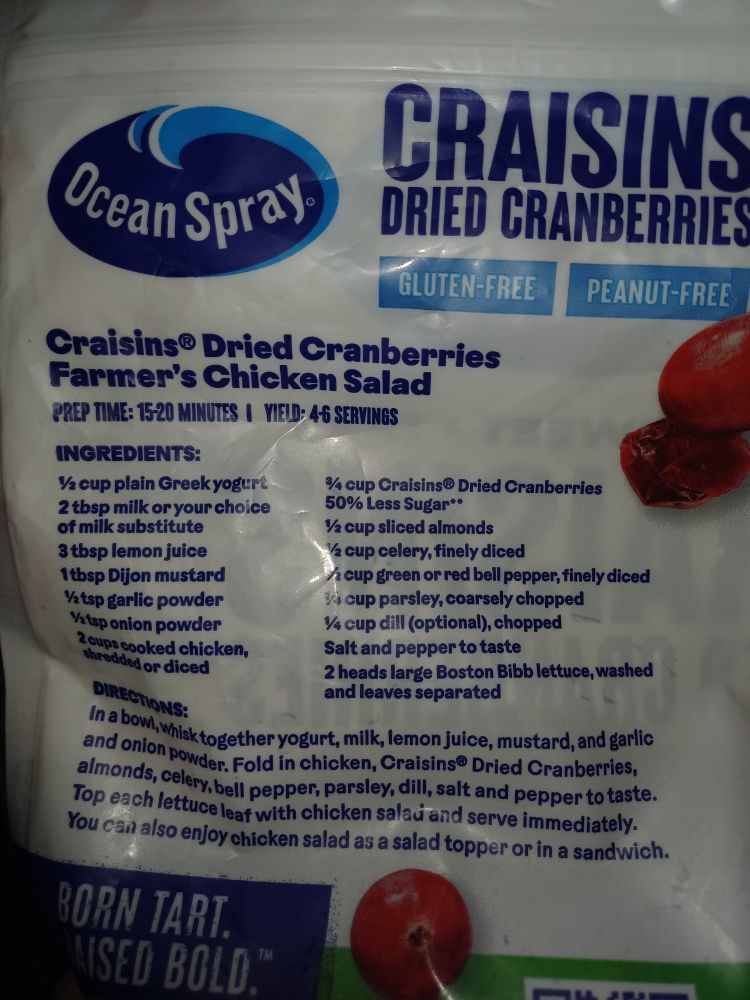 Ocean Spray®
CRAISINS
DRIED CRANBERRIES
GLUTEN-FREE
PEANUT-FREE
Craisins® Dried Cranberries
Farmer's Chicken Salad
PREP TIME: 15-20 MINUTES | YIELD: 4-6 SERVINGS
INGREDIENTS:
½ cup plain Greek yogurt
2 tbsp milk or your choice
of milk substitute
3 tbsp lemon juice
1 tbsp Dijon mustard
½ tsp garlic powder
½ tsp onion powder
2 cups cooked chicken,
shredded or diced
¾ cup Craisins® Dried Cranberries
50% Less Sugar**
½ cup sliced almonds
½ cup celery, finely diced
½ cup green or red bell pepper, finely diced
¼ cup parsley, coarsely chopped
¼ cup dill (optional), chopped
Salt and pepper to taste
2 heads large Boston Bibb lettuce, washed
and leaves separated
DIRECTIONS:
In a bowl, whisk together yogurt, milk, lemon juice, mustard, and garlic
and onion powder. Fold in chicken, Craisins® Dried Cranberries,
almonds, celery, bell pepper, parsley, dill, salt and pepper to taste.
Top each lettuce leaf with chicken salad and serve immediately.
You can also enjoy chicken salad as a salad topper or in a sandwich.
BORN TART.
RAISED BOLD.™